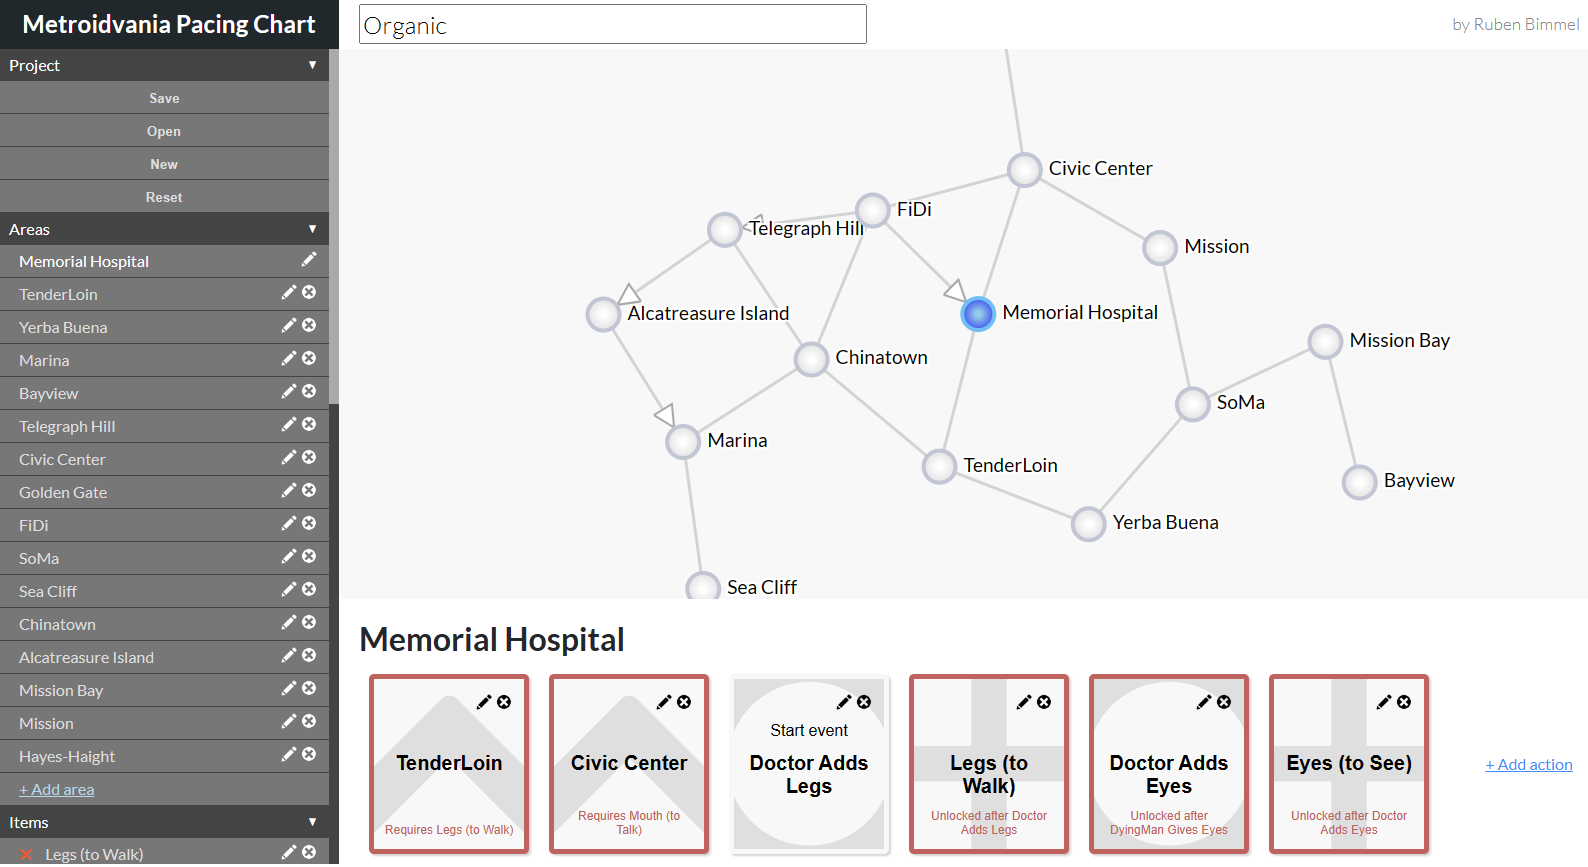 Metroidvania Pacing Chart
Organic
by Ruben Bimmel
Project
Save
Open
New
Reset
Areas
Memorial Hospital
TenderLoin
Yerba Buena
Marina
Bayview
Telegraph Hill
Civic Center
Golden Gate
FiDi
SoMa
Sea Cliff
Chinatown
Alcatreasure Island
Mission Bay
Mission
Hayes-Haight
+ Add area
Items
Legs (to Walk)
Civic Center
FiDi
Telegraph Hill
Mission
Alcatreasure Island
Memorial Hospital
Mission Bay
Chinatown
SoMa
Marina
TenderLoin
Bayview
Yerba Buena
Sea Cliff
Memorial Hospital
TenderLoin
Requires Legs (to Walk)
Civic Center
Requires Mouth (to
Talk)
Start event
Doctor Adds
Legs
Legs (to
Walk)
Unlocked after Doctor
Adds Legs
Doctor Adds
Eyes
Unlocked after
DyingMan Gives Eyes
Eyes (to See)
Unlocked after Doctor
Adds Eyes
+ Add action